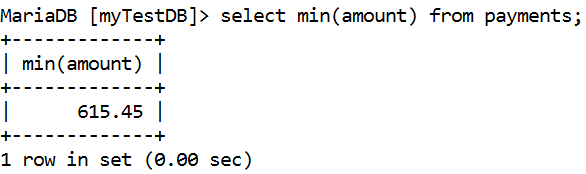 MariaDB [myTestDB]> select min(amount) from payments;
+-------------+
| min(amount) |
+-------------+
|      615.45 |
+-------------+
1 row in set (0.00 sec)